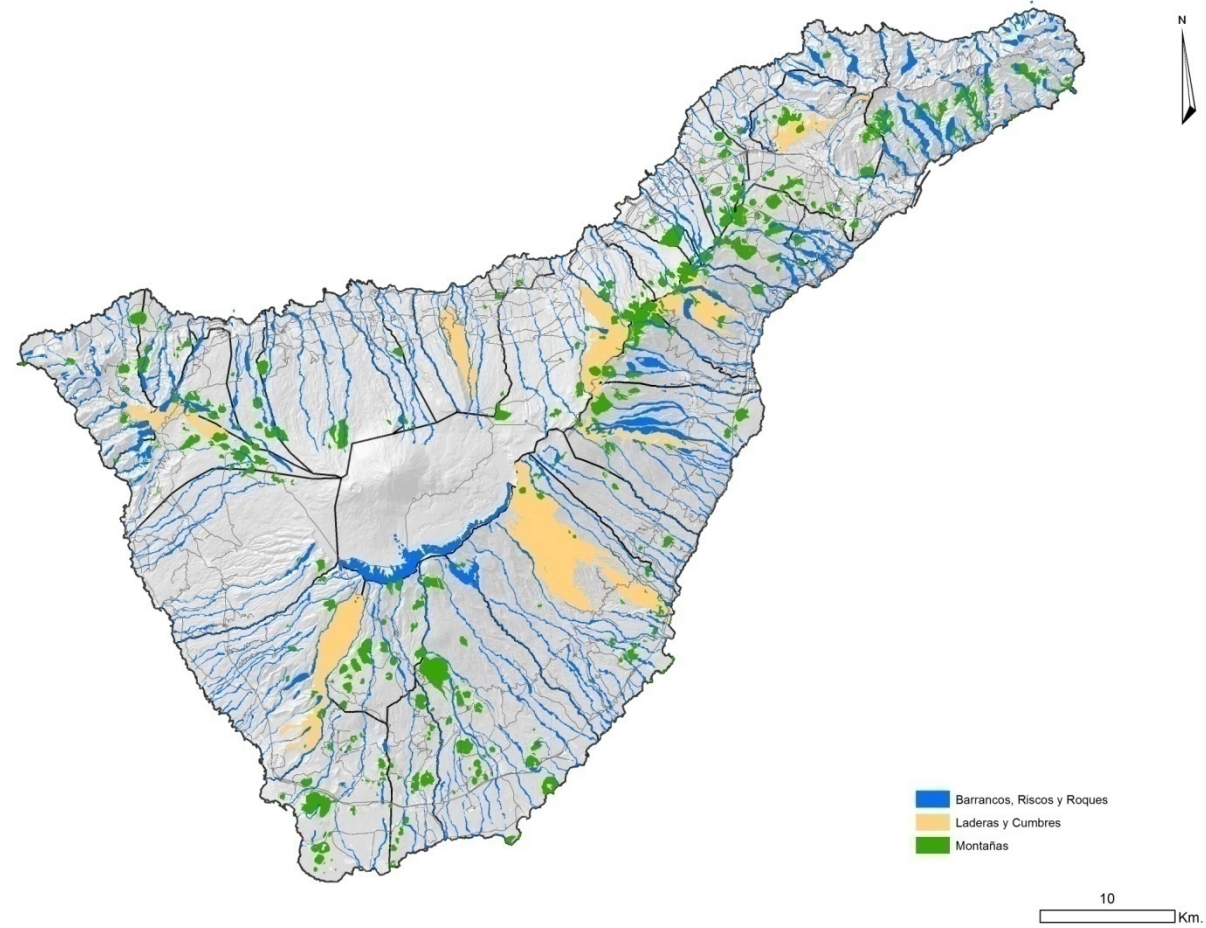 N
Barrancos, Riscos y Roques
Laderas y Cumbres
Montañas
10
Km.